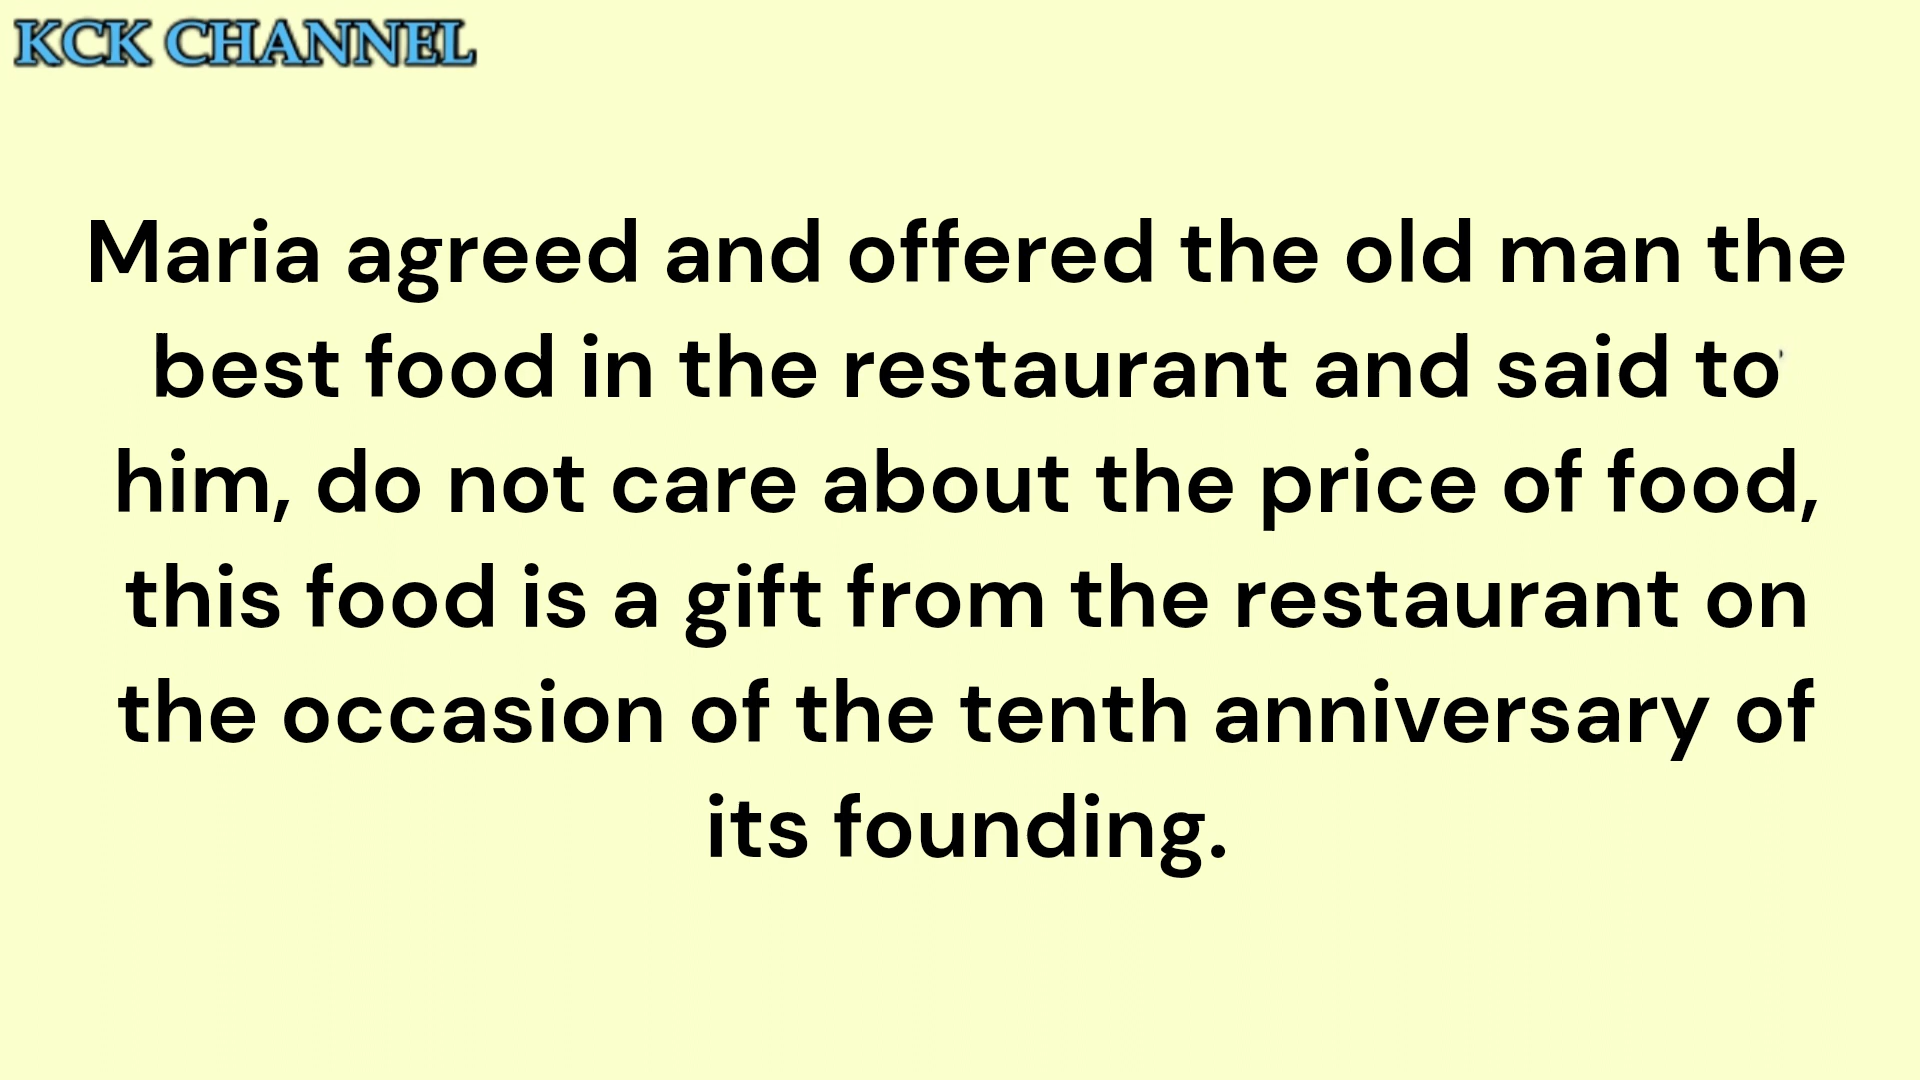 KCK CHANNEL
Maria agreed and offered the old man the
best food in the restaurant and said to
him, do not care about the price of food,
this food is a gift from the restaurant on
the occasion of the tenth anniversary of
its founding.